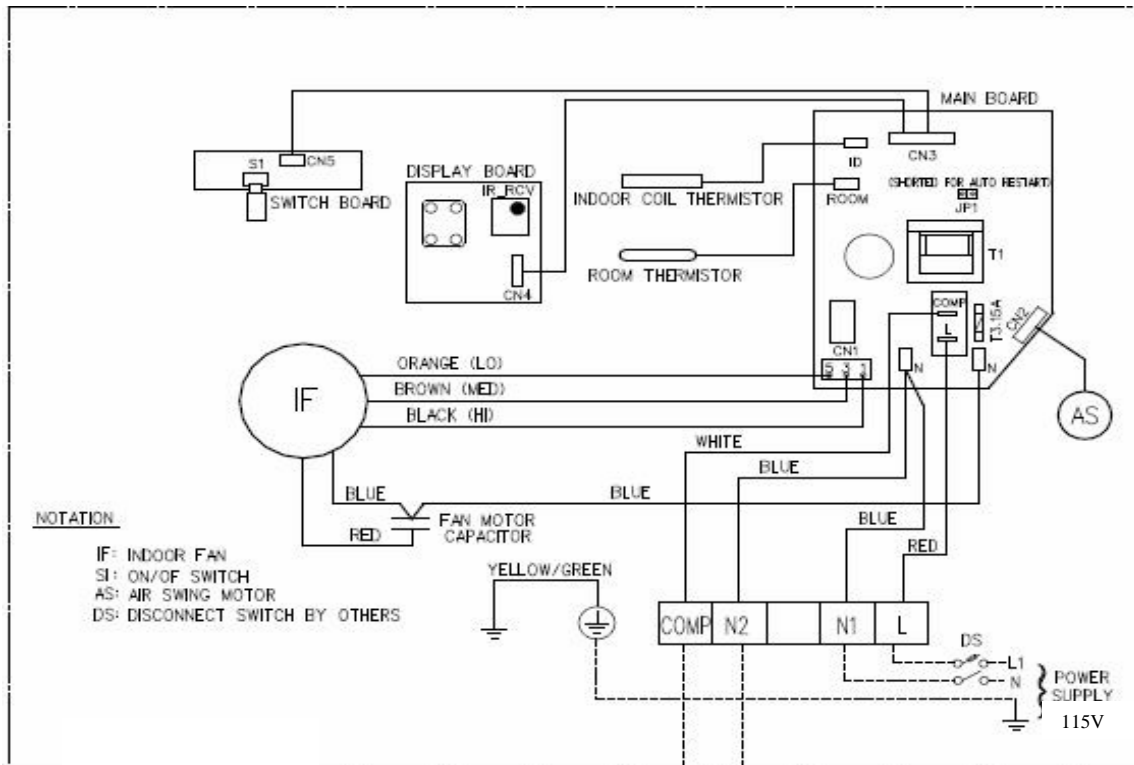 MAIN BOARD
CN3
ID
ROOM
(SHORTED FOR AUTO RESTART)
JP1
T1
COMP
L
T3.15A
CN2
CN1
5 3 1
N
N
AS
S1
CN5
SWITCH BOARD
DISPLAY BOARD
IR_RCV
CN4
INDOOR COIL THERMISTOR
ROOM THERMISTOR
IF
ORANGE (LO)
BROWN (MED)
BLACK (HI)
WHITE
BLUE
BLUE
BLUE
BLUE
RED
RED
FAN MOTOR
CAPACITOR
NOTATION
IF: INDOOR FAN
SI: ON/OF SWITCH
AS: AIR SWING MOTOR
DS: DISCONNECT SWITCH BY OTHERS
YELLOW/GREEN
COMP N2 N1 L
DS
L1
N
POWER
SUPPLY
115V